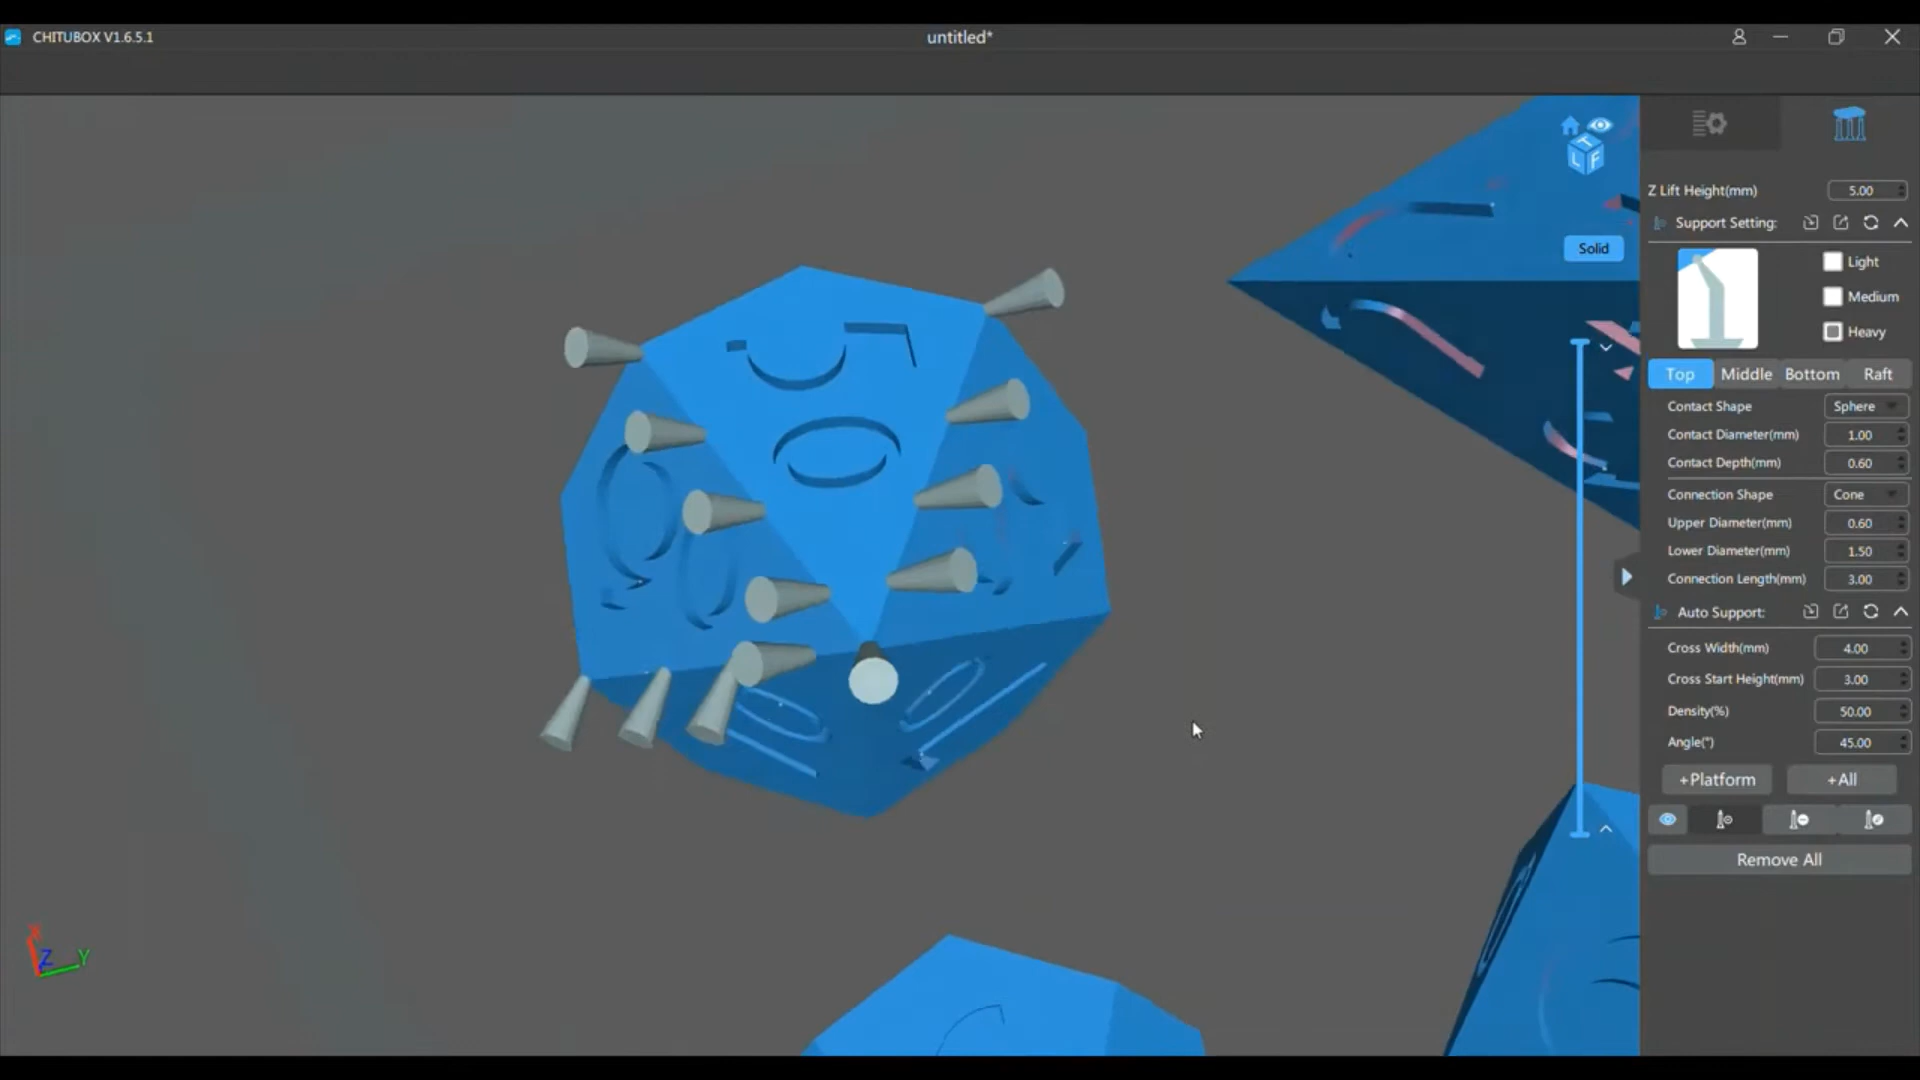 CHITUBOX V1.6.5.1
untitled*
T
L F
Solid
Z Lift Height(mm) 5.00
Support Setting:
Light
Medium
Heavy
Top Middle Bottom Raft
Contact Shape Sphere
Contact Diameter(mm) 1.00
Contact Depth(mm) 0.60
Connection Shape Cone
Upper Diameter(mm) 0.60
Lower Diameter(mm) 1.50
Connection Length(mm) 3.00
Auto Support:
Cross Width(mm) 4.00
Cross Start Height(mm) 3.00
Density(%) 50.00
Angle(°) 45.00
+Platform +All
Remove All
X
Z Y